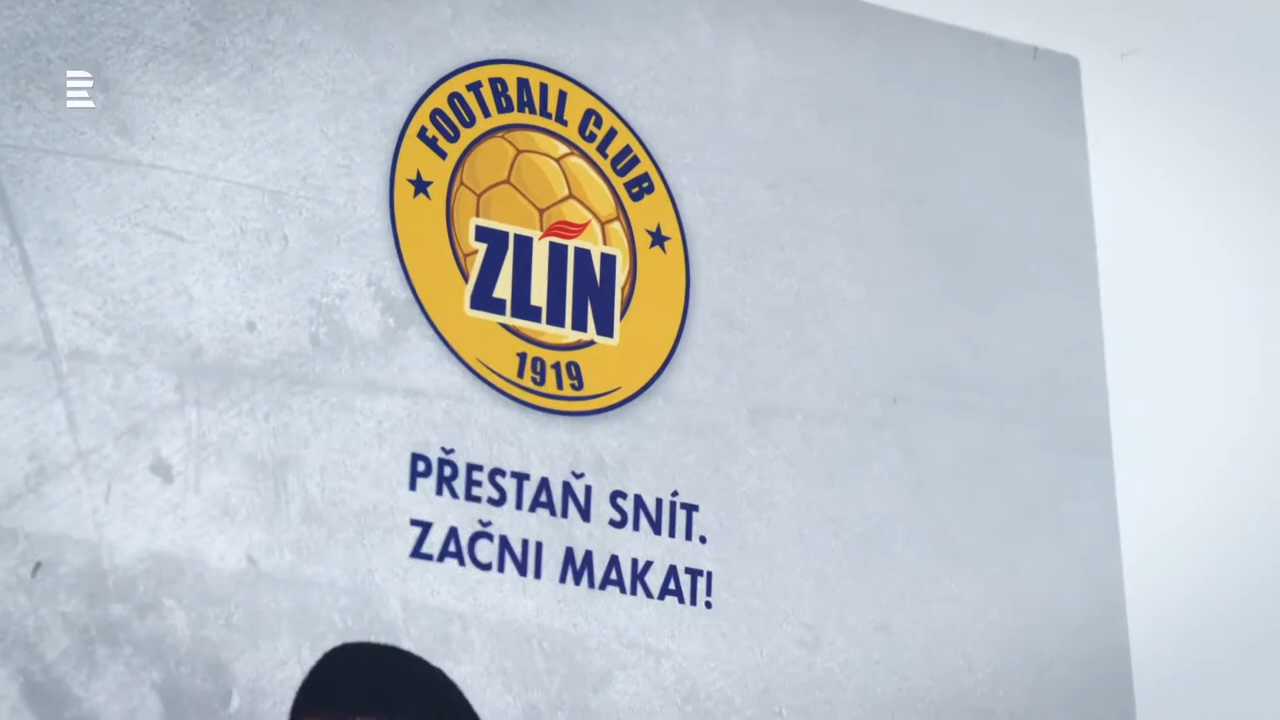 FOOTBALL CLUB
ZLÍN
1919
PŘESTAŇ SNÍT.
ZAČNI MAKAT!